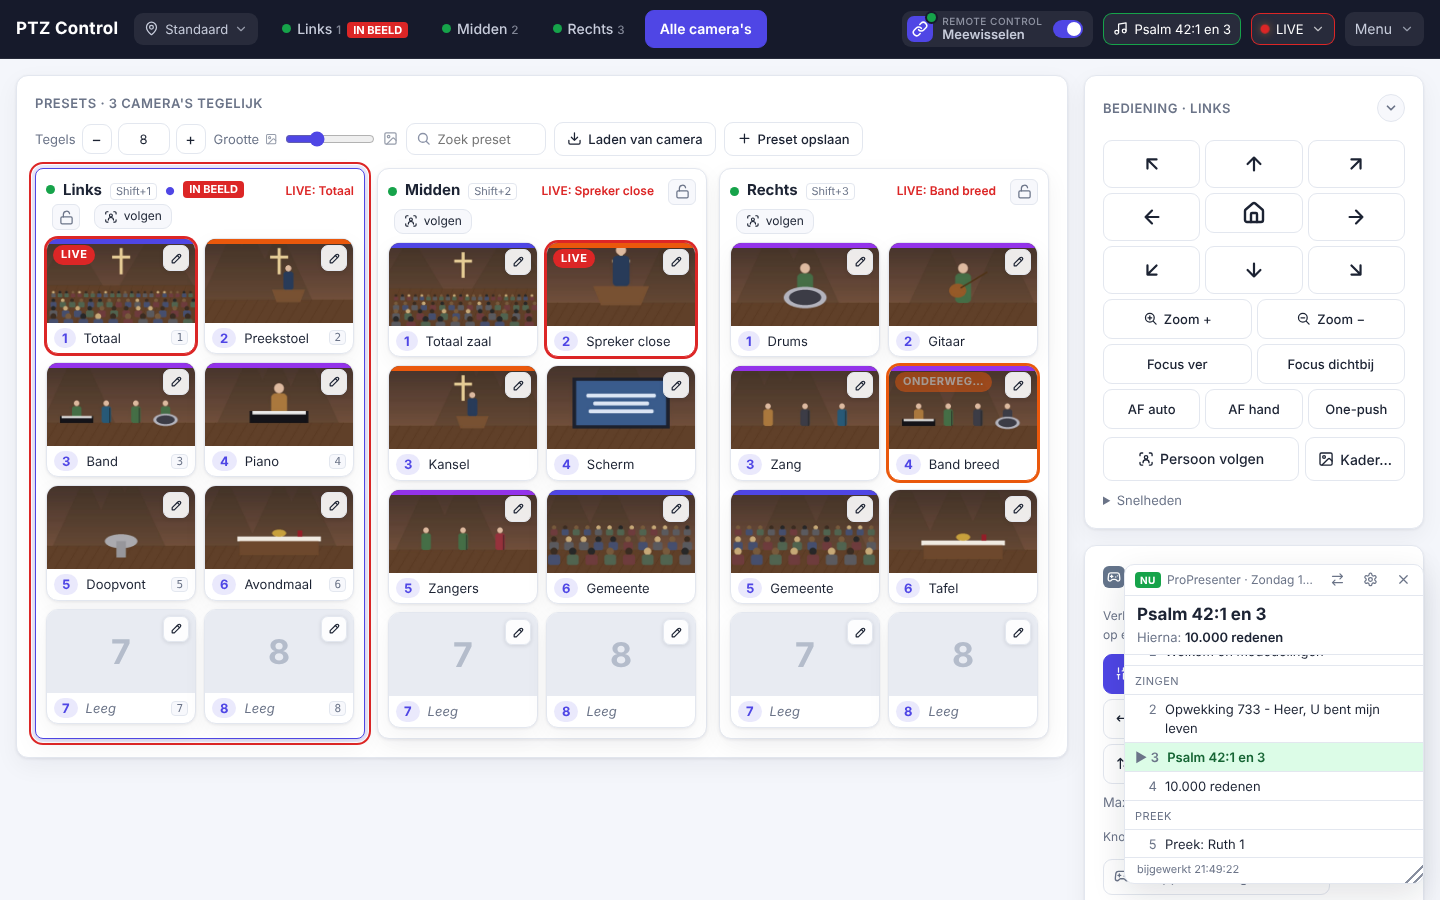 PTZ Control
Standaard
Links 1 IN BEELD
Midden 2
Rechts 3
Alle camera's
REMOTE CONTROL
Meewisselen
Psalm 42:1 en 3
LIVE
Menu
PRESETS · 3 CAMERA'S TEGELIJK
Tegels − 8 + Grootte
Zoek preset
Laden van camera
Preset opslaan
Links Shift+1 IN BEELD LIVE: Totaal
volgen
LIVE
1 Totaal 1
2 Preekstoel 2
3 Band 3
4 Piano 4
5 Doopvont 5
6 Avondmaal 6
7
8
7 Leeg 7
8 Leeg 8
Midden Shift+2 LIVE: Spreker close
volgen
LIVE
1 Totaal zaal
2 Spreker close
3 Kansel
4 Scherm
5 Zangers
6 Gemeente
7
8
7 Leeg
8 Leeg
Rechts Shift+3 LIVE: Band breed
volgen
1 Drums
2 Gitaar
ONDERWEG...
3 Zang
4 Band breed
5 Gemeente
6 Tafel
7
8
7 Leeg
8 Leeg
BEDIENING · LINKS
Zoom +
Zoom −
Focus ver
Focus dichtbij
AF auto
AF hand
One-push
Persoon volgen
Kader...
Snelheden
NU ProPresenter · Zondag 1...
Psalm 42:1 en 3
Hierna: 10.000 redenen
ZINGEN
2 Opwekking 733 - Heer, U bent mijn
leven
3 Psalm 42:1 en 3
4 10.000 redenen
PREEK
5 Preek: Ruth 1
bijgewerkt 21:49:22